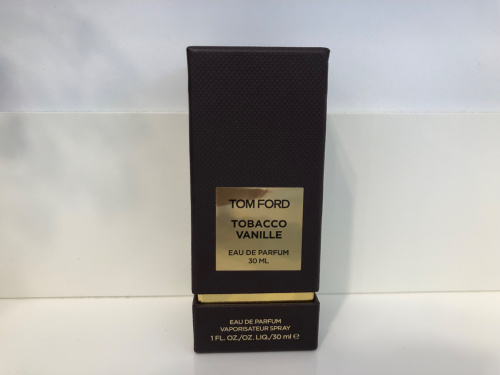 TOM FORD
TOBACCO
VANILLE
EAU DE PARFUM
30 ML
EAU DE PARFUM
VAPORISATEUR SPRAY
1 FL. OZ./OZ. LIQ./30 ml ℮